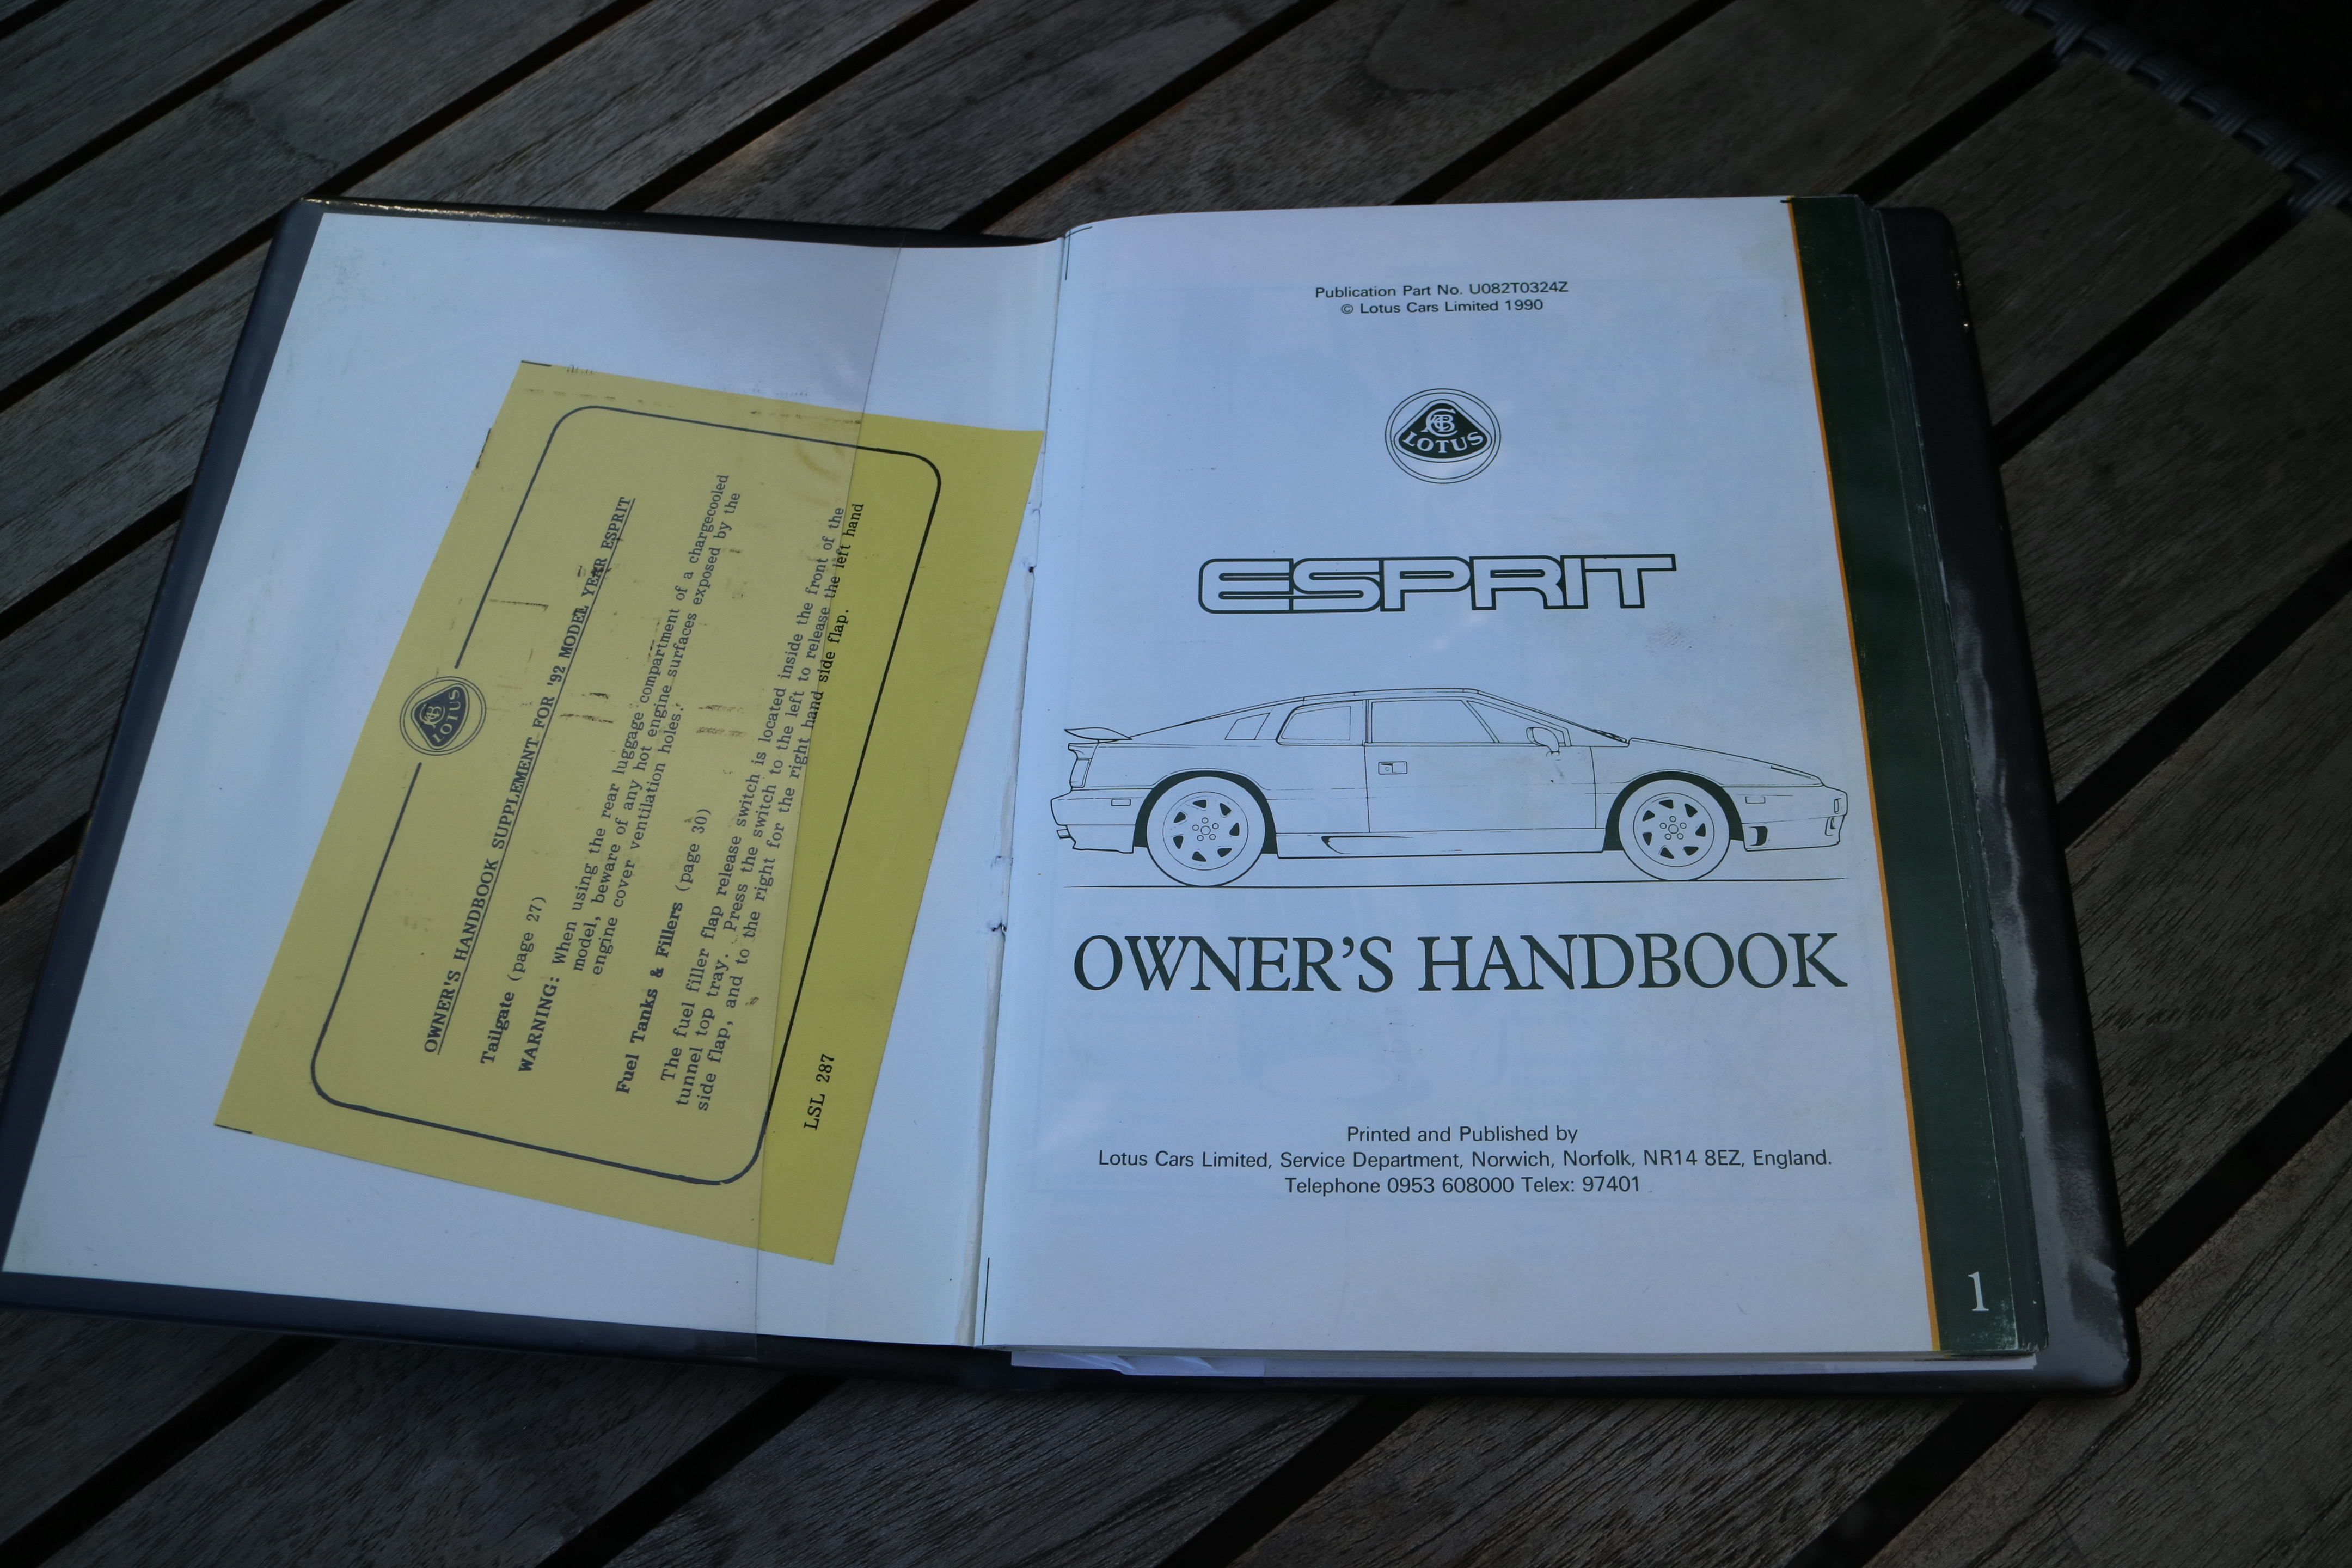 LOTUS
OWNER'S HANDBOOK SUPPLEMENT FOR '92 MODEL YEAR ESPRIT
Tailgate (page 27)
WARNING: When using the rear luggage compartment of a chargecooled
model, beware of any hot engine surfaces exposed by the
engine cover ventilation holes.
Fuel Tanks & Fillers (page 30)
The fuel filler flap release switch is located inside the front of the
tunnel top tray. Press the switch to the left to release the left hand
side flap, and to the right for the right hand side flap.
LSL 287
Publication Part No. U082T0324Z
© Lotus Cars Limited 1990
LOTUS
ESPRIT
OWNER'S HANDBOOK
Printed and Published by
Lotus Cars Limited, Service Department, Norwich, Norfolk, NR14 8EZ, England.
Telephone 0953 608000 Telex: 97401
1